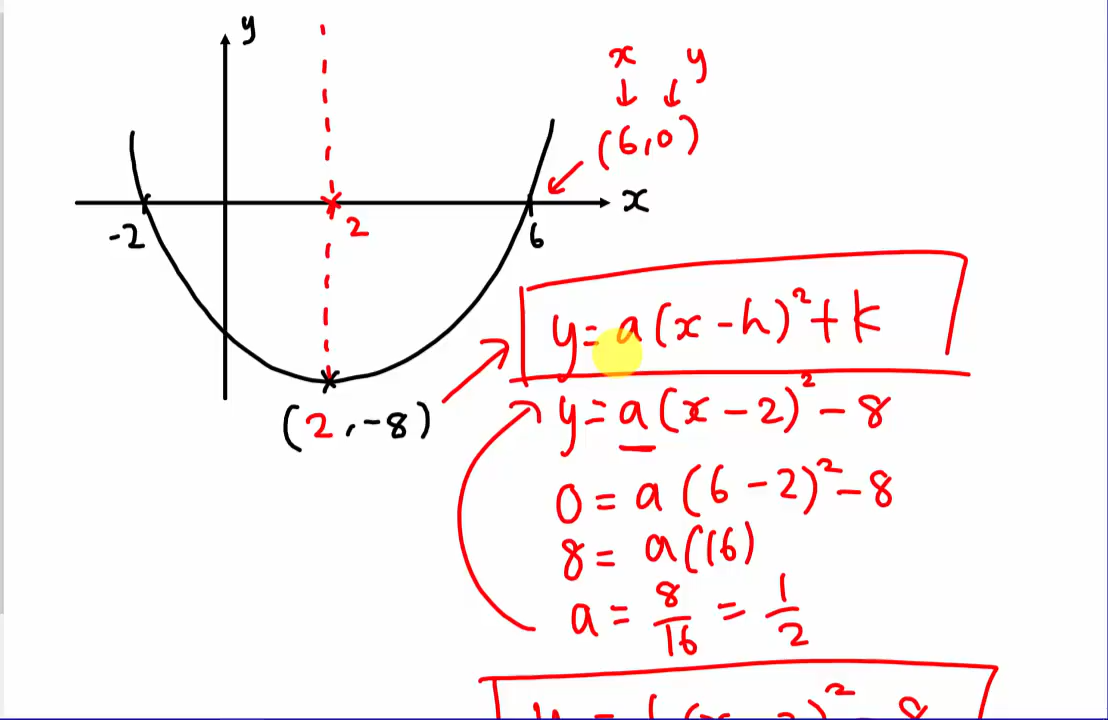 y
x y
↓ ↓
(6,0)
x
-2
2
6
y = a(x-h)²+k
(2,-8)
y = a(x-2)²-8
0 = a(6-2)²-8
8 = a(16)
a = 8/16 = 1/2